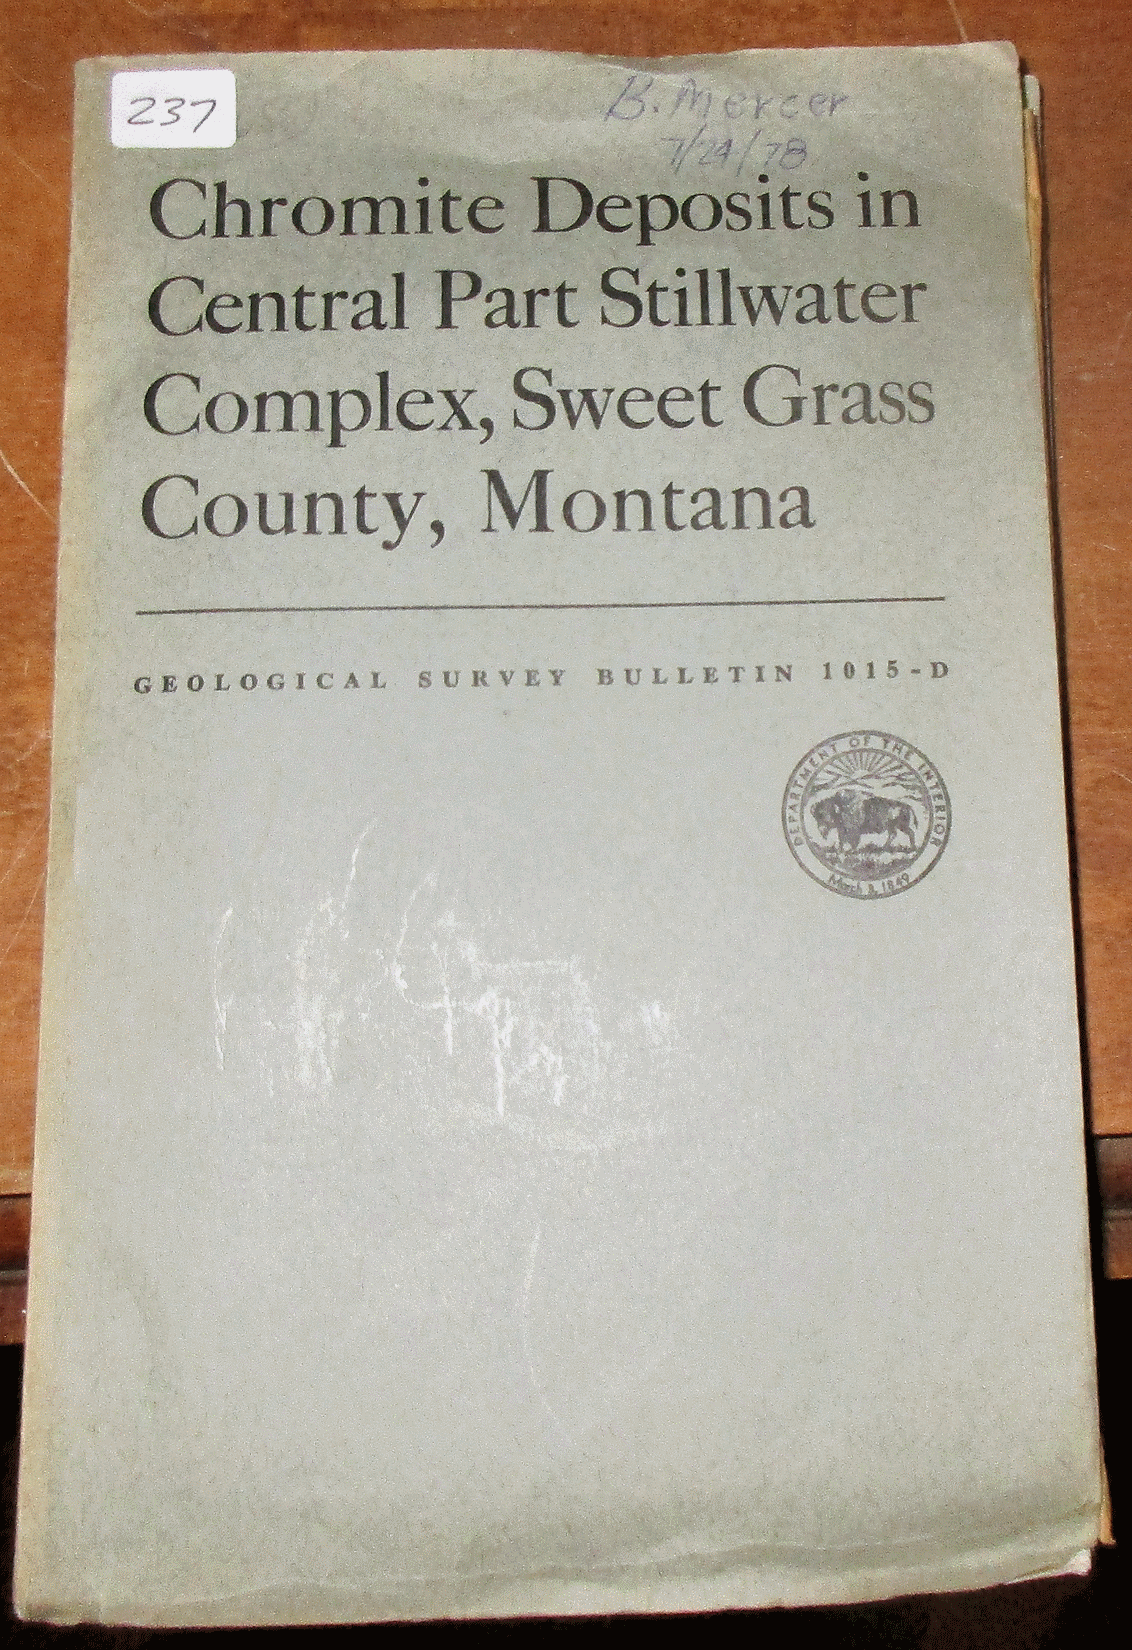 237
B. Mercer
7/24/78
Chromite Deposits in
Central Part Stillwater
Complex, Sweet Grass
County, Montana
GEOLOGICAL SURVEY BULLETIN 1015-D
DEPARTMENT OF THE INTERIOR
March 3, 1849